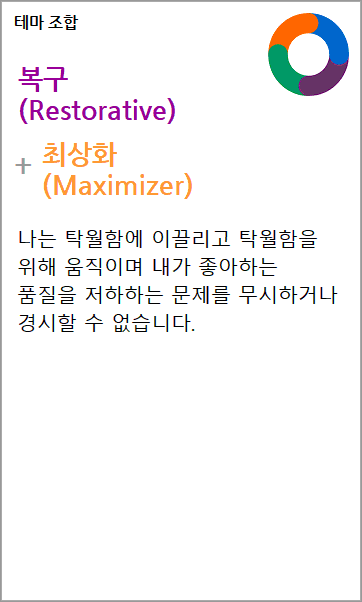 테마 조합
복구
(Restorative)
+ 최상화
(Maximizer)
나는 탁월함에 이끌리고 탁월함을
위해 움직이며 내가 좋아하는
품질을 저하하는 문제를 무시하거나
경시할 수 없습니다.